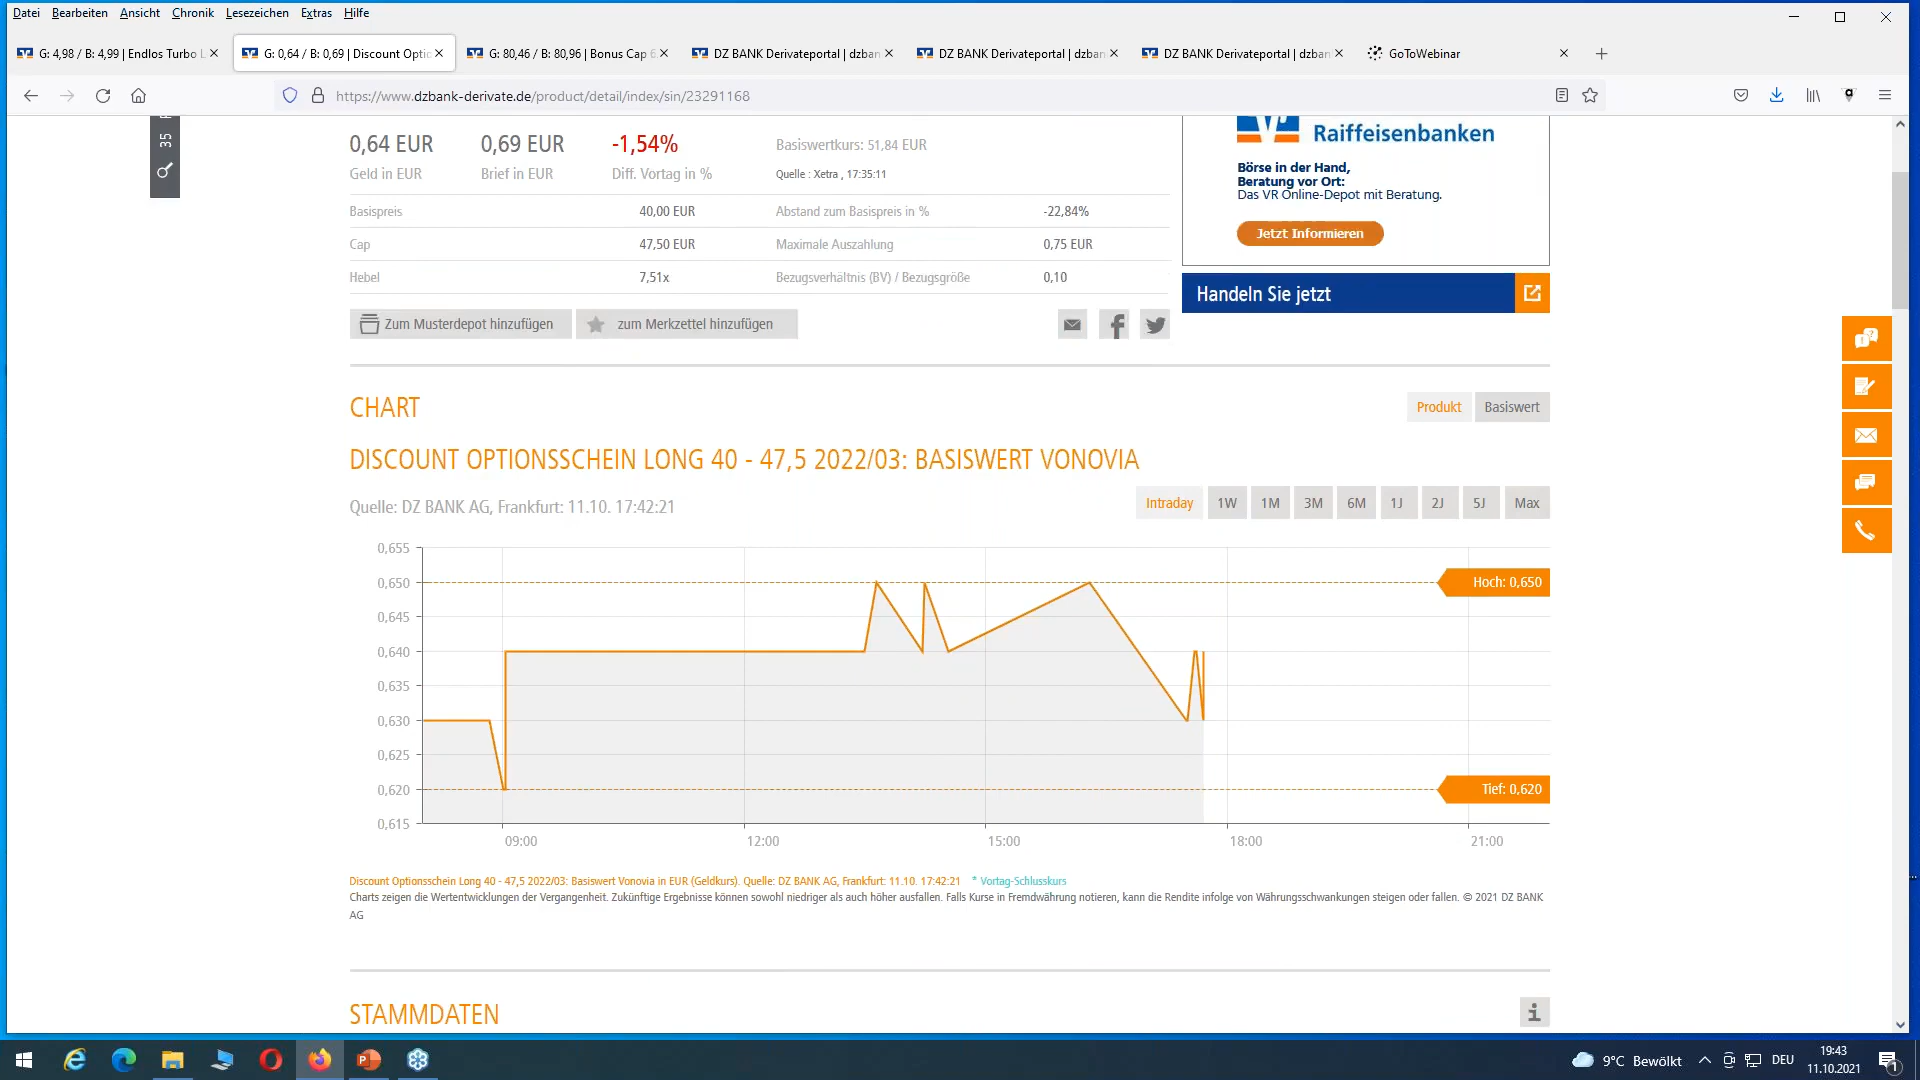 Datei Bearbeiten Ansicht Chronik Lesezeichen Extras Hilfe
G: 4,98 / B: 4,99 | Endlos Turbo L
G: 0,64 / B: 0,69 | Discount Optio
G: 80,46 / B: 80,96 | Bonus Cap 6
DZ BANK Derivateportal | dzban
DZ BANK Derivateportal | dzban
DZ BANK Derivateportal | dzban
GoToWebinar
https://www.dzbank-derivate.de/product/detail/index/sin/23291168
35
0,64 EUR 0,69 EUR -1,54% Basiswertkurs: 51,84 EUR
Geld in EUR Brief in EUR Diff. Vortag in % Quelle : Xetra , 17:35:11
Basispreis 40,00 EUR Abstand zum Basispreis in % -22,84%
Cap 47,50 EUR Maximale Auszahlung 0,75 EUR
Hebel 7,51x Bezugsverhältnis (BV) / Bezugsgröße 0,10
Zum Musterdepot hinzufügen zum Merkzettel hinzufügen
Raiffeisenbanken
Börse in der Hand,
Beratung vor Ort:
Das VR Online-Depot mit Beratung.
Jetzt Informieren
Handeln Sie jetzt
CHART
Produkt Basiswert
DISCOUNT OPTIONSSCHEIN LONG 40 - 47,5 2022/03: BASISWERT VONOVIA
Quelle: DZ BANK AG, Frankfurt: 11.10. 17:42:21
Intraday 1W 1M 3M 6M 1J 2J 5J Max
0,655
0,650
0,645
0,640
0,635
0,630
0,625
0,620
0,615
Hoch: 0,650
Tief: 0,620
09:00 12:00 15:00 18:00 21:00
Discount Optionsschein Long 40 - 47,5 2022/03: Basiswert Vonovia in EUR (Geldkurs). Quelle: DZ BANK AG, Frankfurt: 11.10. 17:42:21 * Vortag-Schlusskurs
Charts zeigen die Wertentwicklungen der Vergangenheit. Zukünftige Ergebnisse können sowohl niedriger als auch höher ausfallen. Falls Kurse in Fremdwährung notieren, kann die Rendite infolge von Währungsschwankungen steigen oder fallen. © 2021 DZ BANK
AG
STAMMDATEN
9°C Bewölkt DEU 19:43
11.10.2021
1